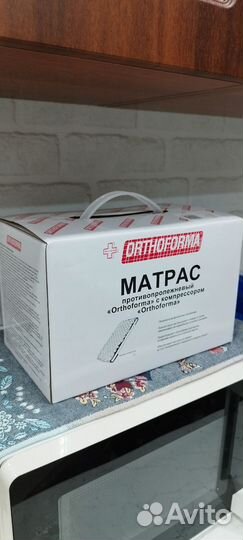 ORTHOFORMA
МАТРАС
противопролежневый
«Orthoforma» с компрессором
«Orthoforma»
Avito